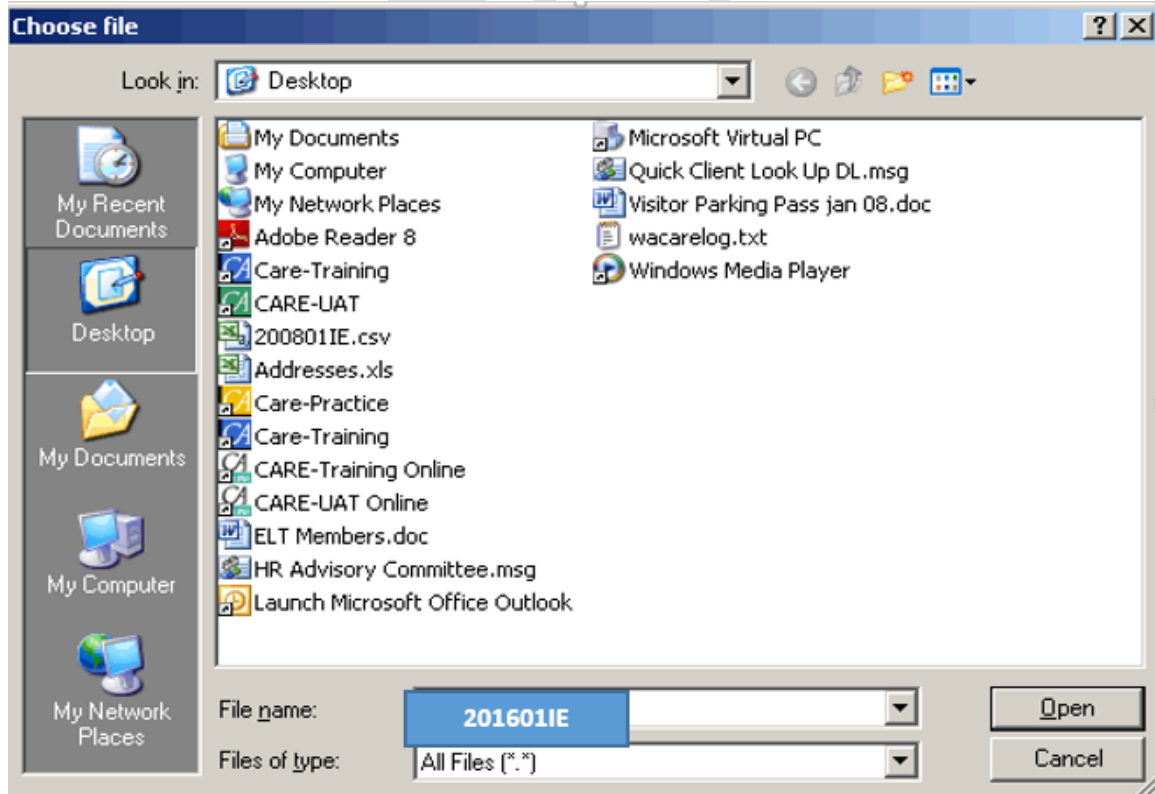 Choose file
Look in: Desktop
My Recent
Documents
Desktop
My Documents
My Computer
My Network
Places
My Documents
My Computer
My Network Places
Adobe Reader 8
Care-Training
CARE-UAT
200801IE.csv
Addresses.xls
Care-Practice
Care-Training
CARE-Training Online
CARE-UAT Online
ELT Members.doc
HR Advisory Committee.msg
Launch Microsoft Office Outlook
Microsoft Virtual PC
Quick Client Look Up DL.msg
Visitor Parking Pass jan 08.doc
wacarelog.txt
Windows Media Player
File name: 201601IE Open
Files of type: All Files (*.*) Cancel